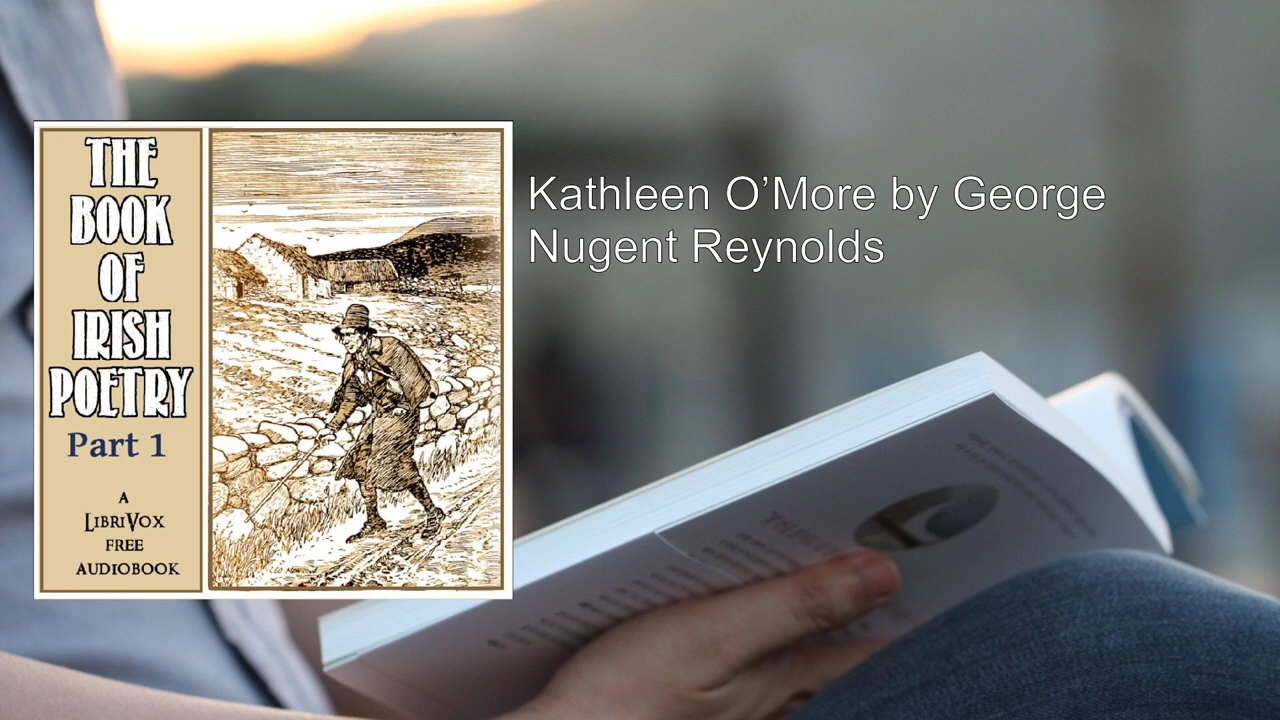 THE
BOOK
OF
IRISH
POETRY
Part 1
A
LIBRIVOX
FREE
AUDIOBOOK
Kathleen O’More by George
Nugent Reynolds